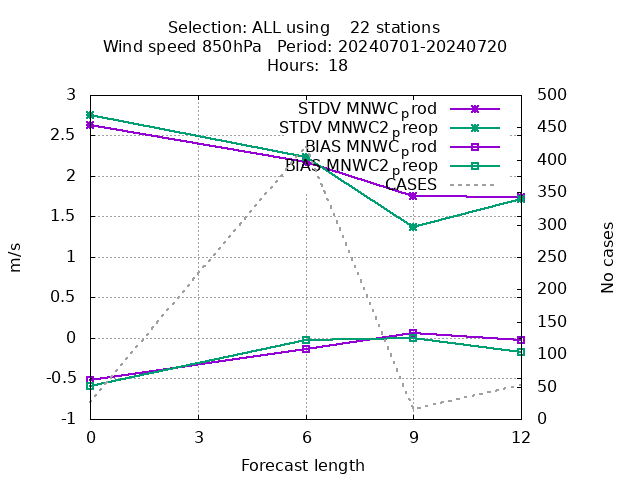 Selection: ALL using 22 stations
Wind speed 850hPa Period: 20240701-20240720
Hours: 18
3
2.5
2
1.5
1
0.5
0
-0.5
-1
m/s
500
450
400
350
300
250
200
150
100
50
0
No cases
STDV MNWC_prod
STDV MNWC2_preop
BIAS MNWC_prod
BIAS MNWC2_preop
CASES
0 3 6 9 12
Forecast length